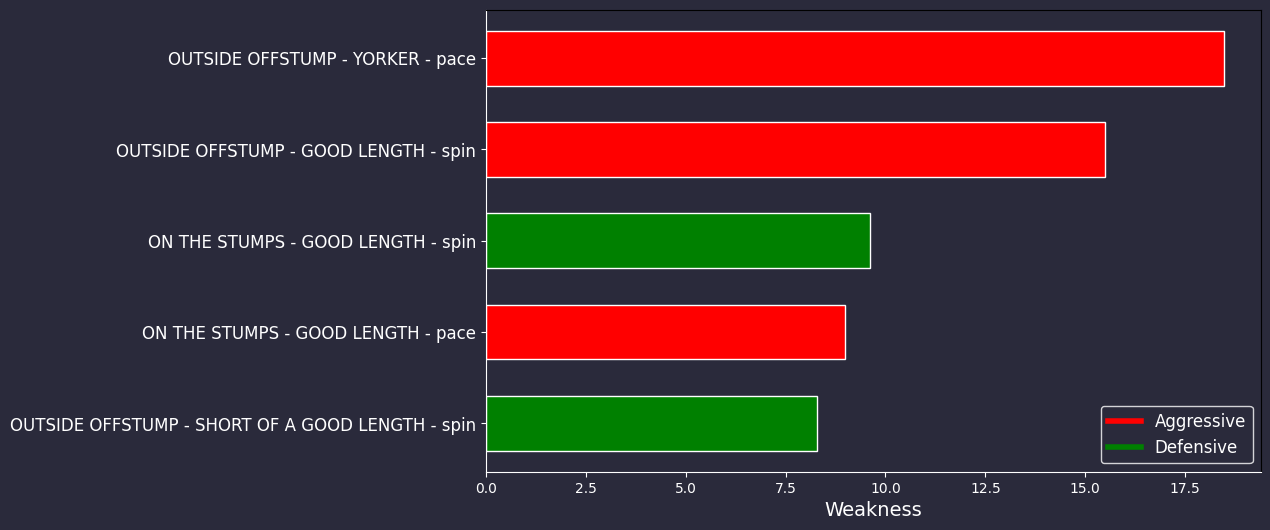 OUTSIDE OFFSTUMP - YORKER - pace
OUTSIDE OFFSTUMP - GOOD LENGTH - spin
ON THE STUMPS - GOOD LENGTH - spin
ON THE STUMPS - GOOD LENGTH - pace
OUTSIDE OFFSTUMP - SHORT OF A GOOD LENGTH - spin
Aggressive
Defensive
0.0 2.5 5.0 7.5 10.0 12.5 15.0 17.5
Weakness